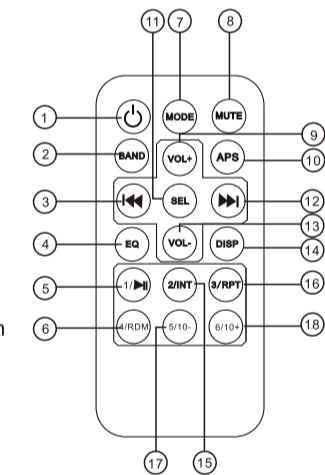 11 7 8
1 MODE MUTE
9
2 BAND VOL+ APS
10
3 SEL 12
13
4 EQ VOL- DISP
14
5 1/ 2/INT 3/RPT 16
6 4/RDM 5/10- 6/10+ 18
17 15